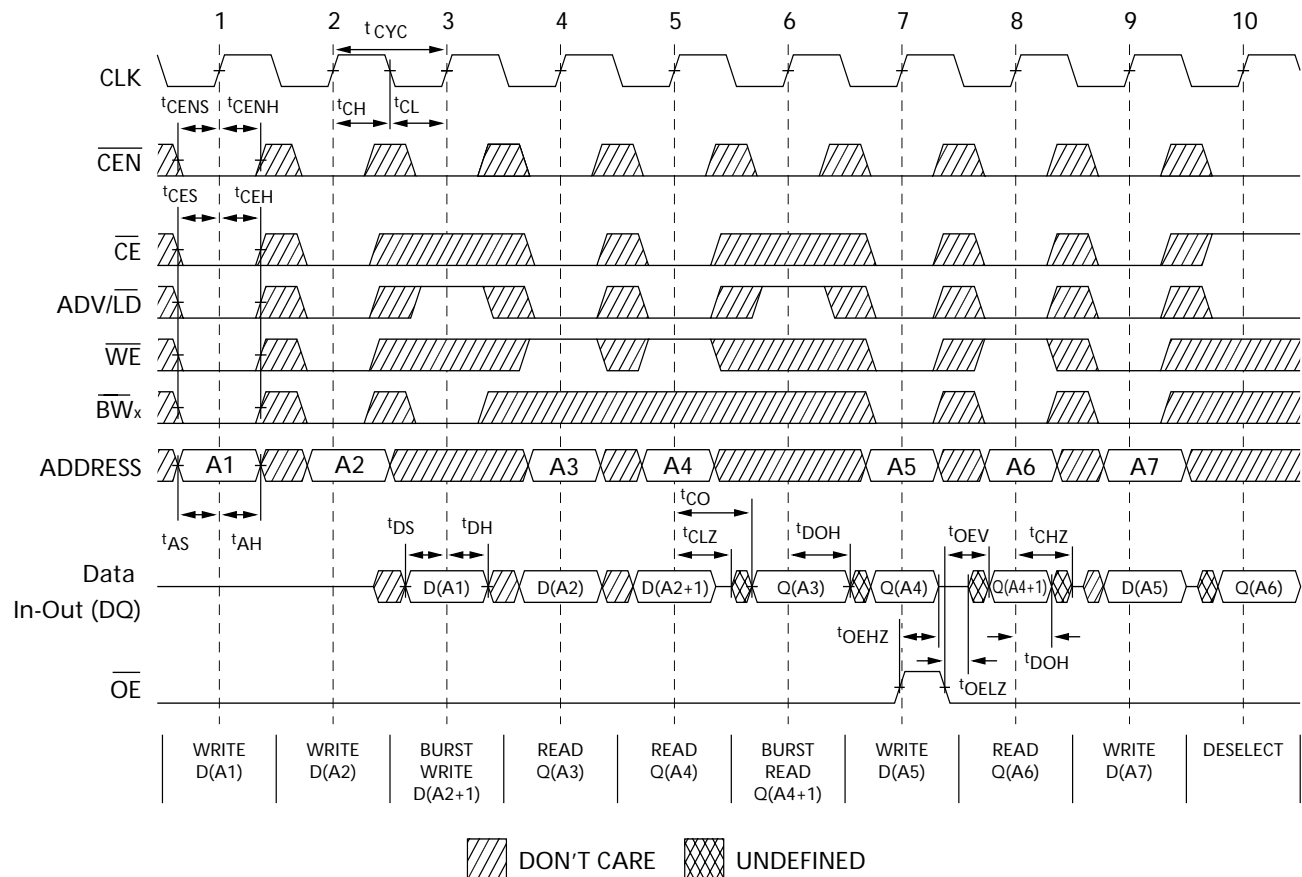 1 2 3 4 5 6 7 8 9 10
tCYC
CLK
tCENS tCENH tCH tCL
CEN
tCES tCEH
CE
ADV/LD
WE
BWx
ADDRESS A1 A2 A3 A4 A5 A6 A7
tCO
tAS tAH tDS tDH tCLZ tDOH tOEV tCHZ
Data
In-Out (DQ)
D(A1) D(A2) D(A2+1) Q(A3) Q(A4) Q(A4+1) D(A5) Q(A6)
tOEHZ tDOH
tOELZ
OE
WRITE WRITE BURST READ READ BURST WRITE READ WRITE DESELECT
D(A1) D(A2) WRITE Q(A3) Q(A4) READ D(A5) Q(A6) D(A7)
D(A2+1) Q(A4+1)
DON'T CARE UNDEFINED